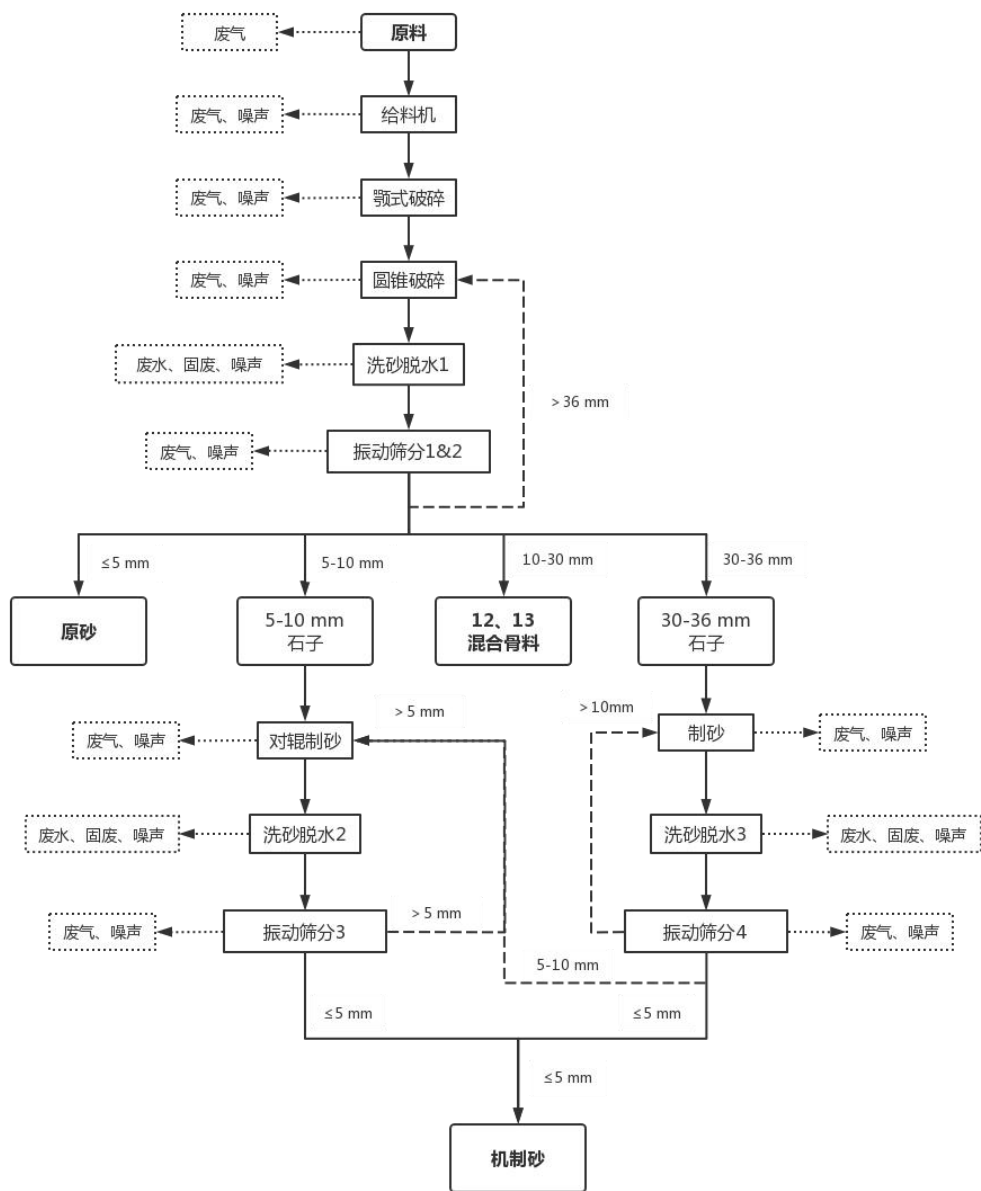 废气
原料
废气、噪声
给料机
废气、噪声
颚式破碎
废气、噪声
圆锥破碎
废水、固废、噪声
洗砂脱水1
＞36 mm
废气、噪声
振动筛分1&2
≤5 mm
5-10 mm
10-30 mm
30-36 mm
原砂
5-10 mm
石子
12、13
混合骨料
30-36 mm
石子
＞5 mm
＞10mm
废气、噪声
对辊制砂
制砂
废气、噪声
废水、固废、噪声
洗砂脱水2
洗砂脱水3
废水、固废、噪声
＞5 mm
废气、噪声
振动筛分3
振动筛分4
废气、噪声
5-10 mm
≤5 mm
≤5 mm
≤5 mm
机制砂